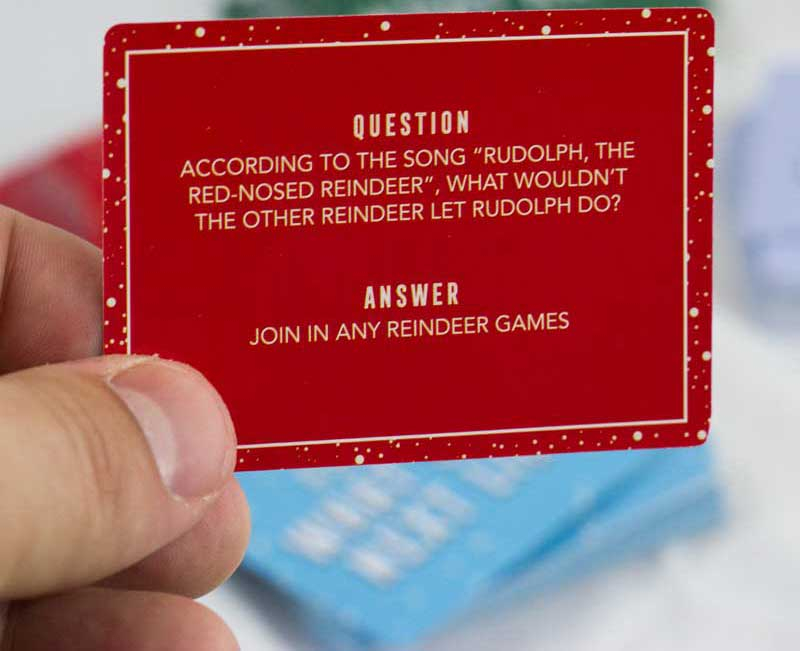 QUESTION
ACCORDING TO THE SONG “RUDOLPH, THE
RED-NOSED REINDEER”, WHAT WOULDN’T
THE OTHER REINDEER LET RUDOLPH DO?
ANSWER
JOIN IN ANY REINDEER GAMES
NEXT